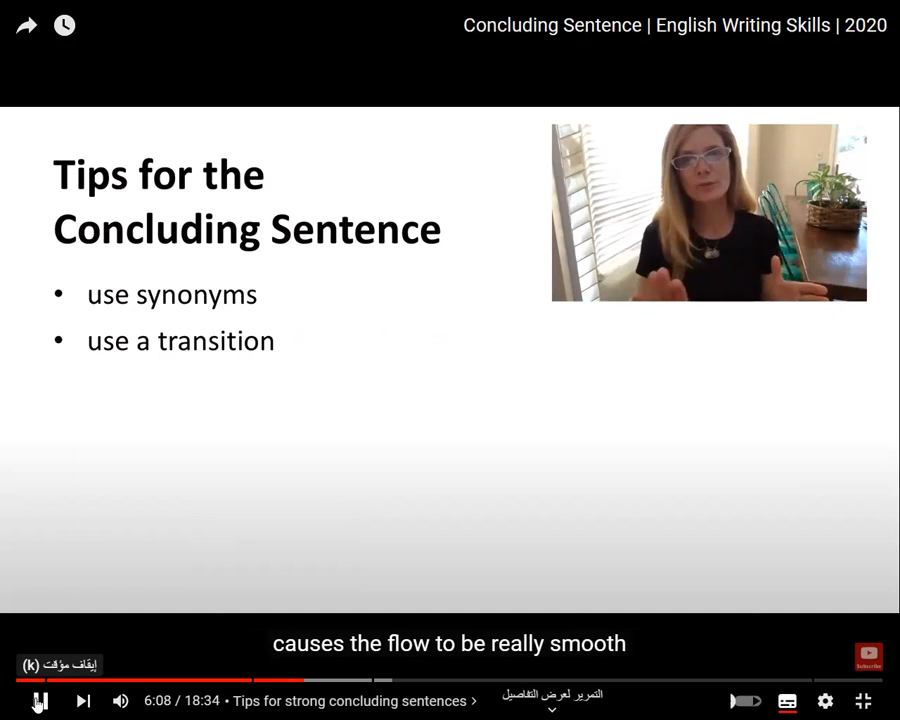 Concluding Sentence | English Writing Skills | 2020
Tips for the
Concluding Sentence
• use synonyms
• use a transition
causes the flow to be really smooth
إيقاف مؤقت (k)
Subscribe
6:08 / 18:34 • Tips for strong concluding sentences >
التمرير لعرض التفاصيل